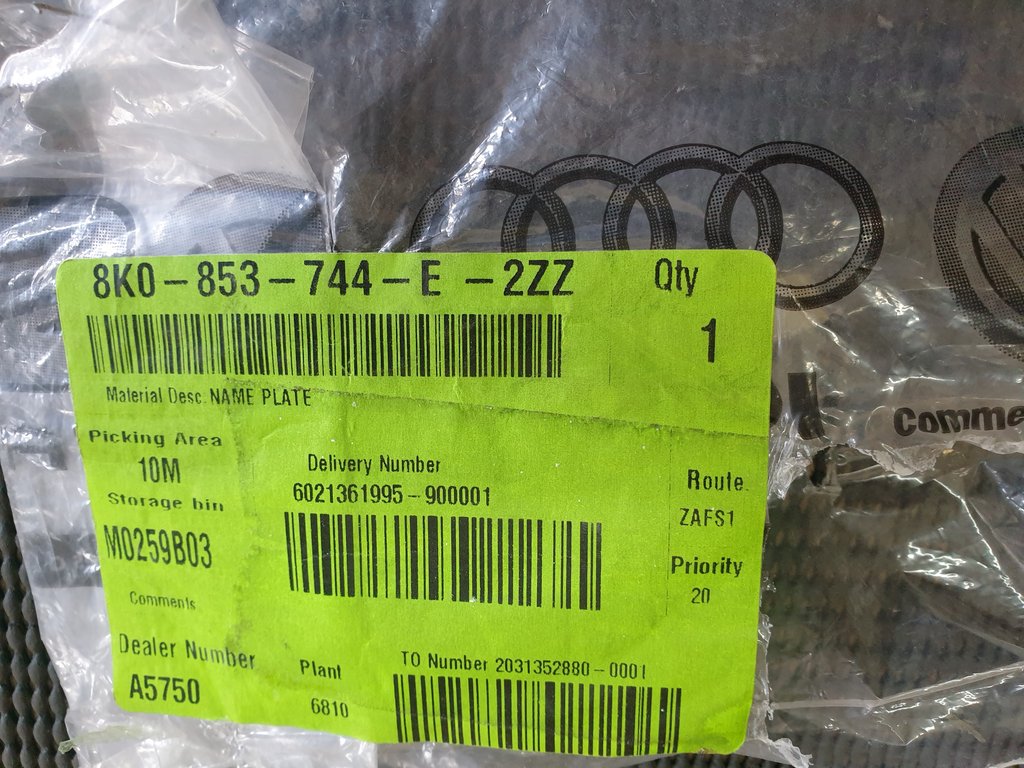 8K0-853-744-E -2ZZ Qty
1
Material Desc. NAME PLATE
Picking Area
10M
Storage bin
M0259B03
Comments
Delivery Number
6021361995-900001
Route
ZAFS1
Priority
20
Dealer Number
A5750
Plant
6810
TO Number 2031352880-0001
Comme